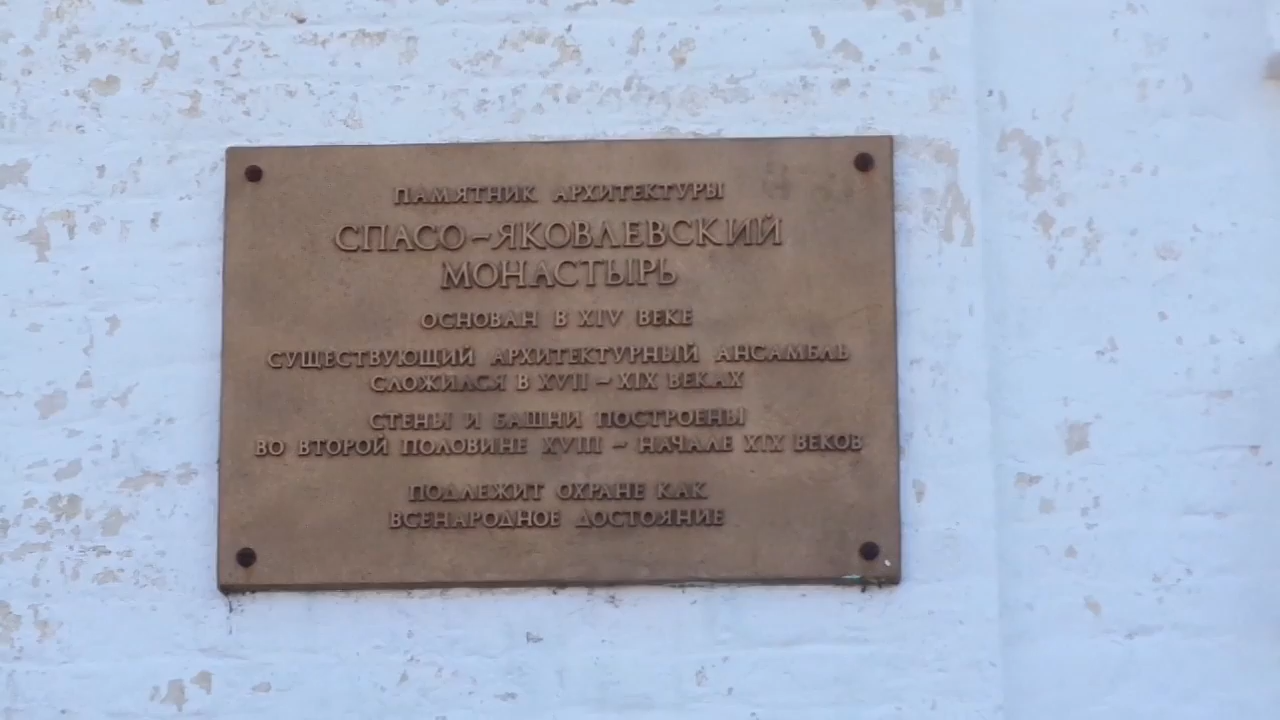 ПАМЯТНИК АРХИТЕКТУРЫ
СПАСО-ЯКОВЛЕВСКИЙ
МОНАСТЫРЬ
ОСНОВАН В XIV ВЕКЕ
СУЩЕСТВУЮЩИЙ АРХИТЕКТУРНЫЙ АНСАМБЛЬ
СЛОЖИЛСЯ В XVII - XIX ВЕКАХ
СТЕНЫ И БАШНИ ПОСТРОЕНЫ
ВО ВТОРОЙ ПОЛОВИНЕ XVIII - НАЧАЛЕ XIX ВЕКОВ
ПОДЛЕЖИТ ОХРАНЕ КАК
ВСЕНАРОДНОЕ ДОСТОЯНИЕ